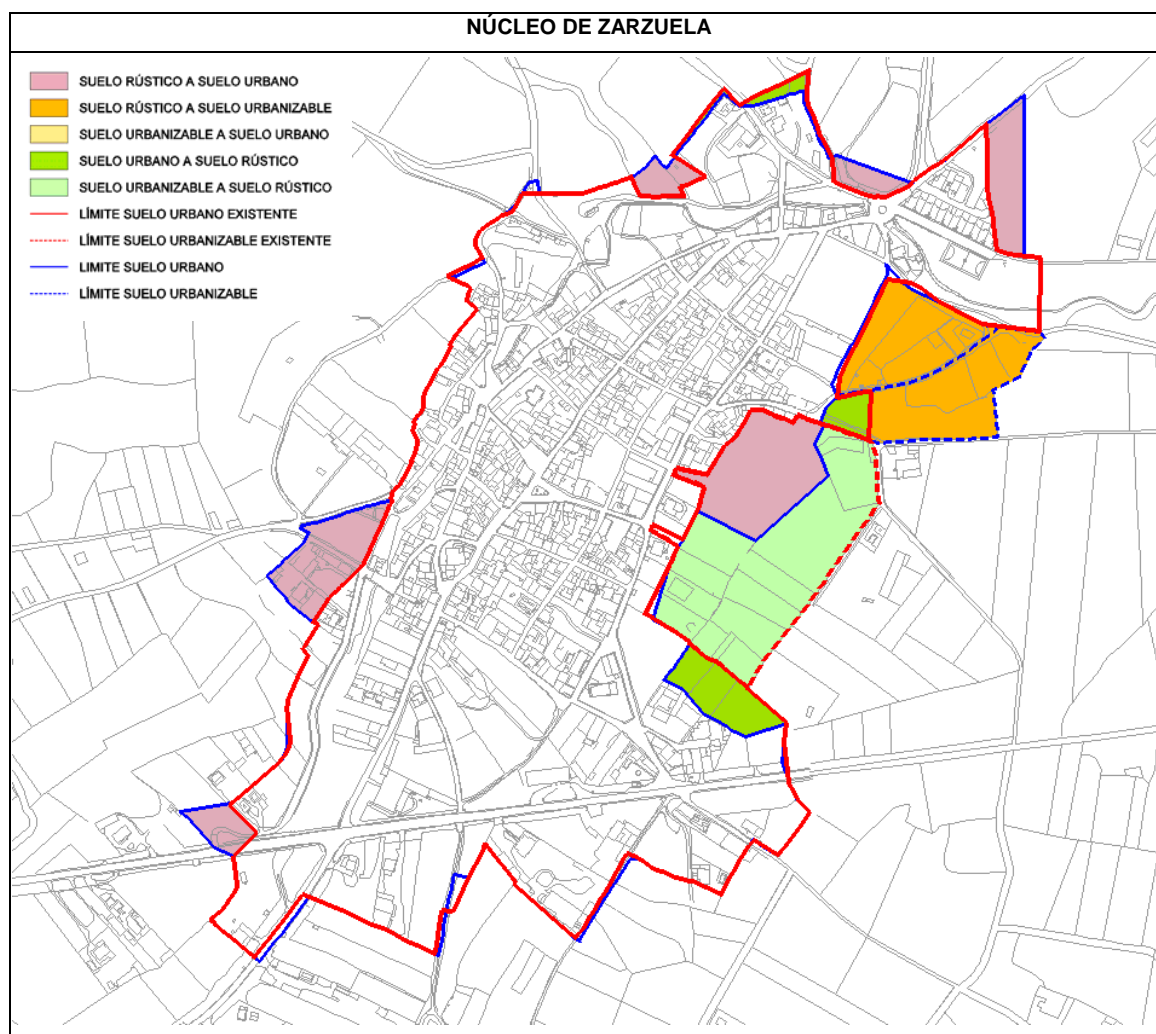 NÚCLEO DE ZARZUELA
SUELO RÚSTICO A SUELO URBANO
SUELO RÚSTICO A SUELO URBANIZABLE
SUELO URBANIZABLE A SUELO URBANO
SUELO URBANO A SUELO RÚSTICO
SUELO URBANIZABLE A SUELO RÚSTICO
LÍMITE SUELO URBANO EXISTENTE
LÍMITE SUELO URBANIZABLE EXISTENTE
LIMITE SUELO URBANO
LÍMITE SUELO URBANIZABLE